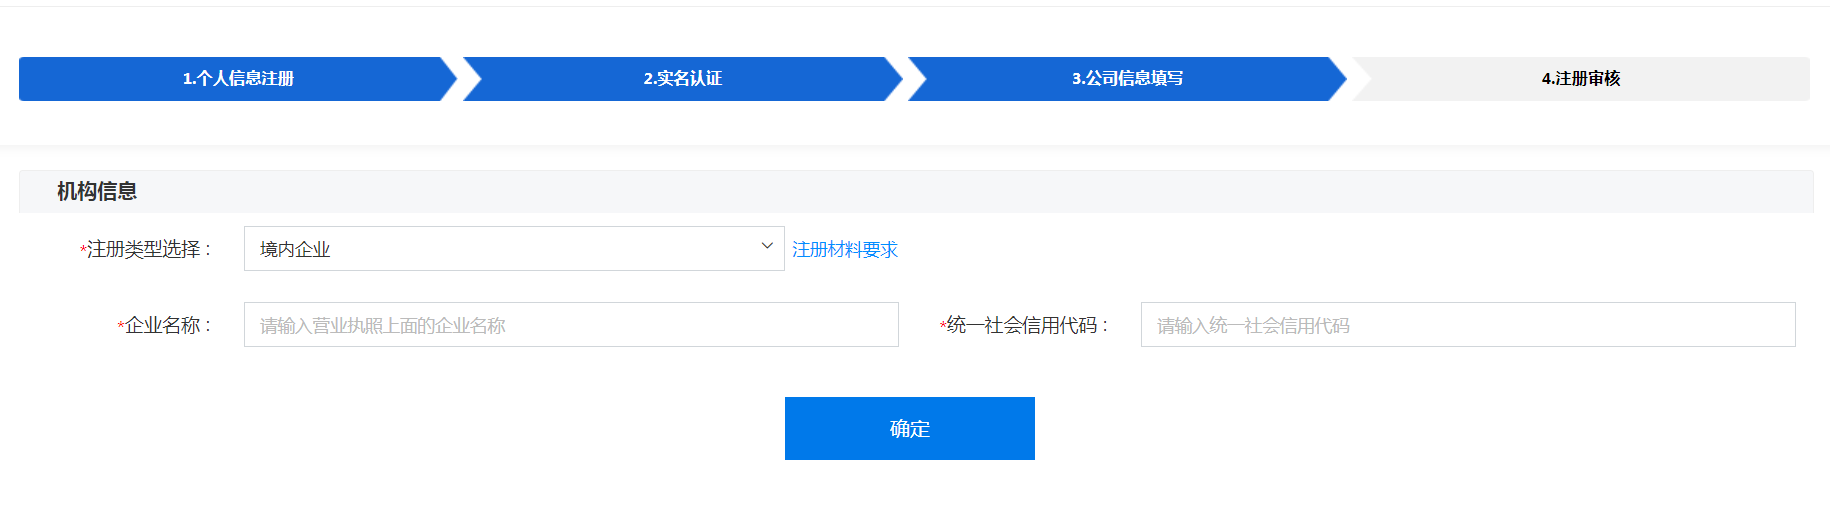 1.个人信息注册 2.实名认证 3.公司信息填写 4.注册审核
机构信息
*注册类型选择： 境内企业 注册材料要求
*企业名称： 请输入营业执照上面的企业名称 *统一社会信用代码： 请输入统一社会信用代码
确定